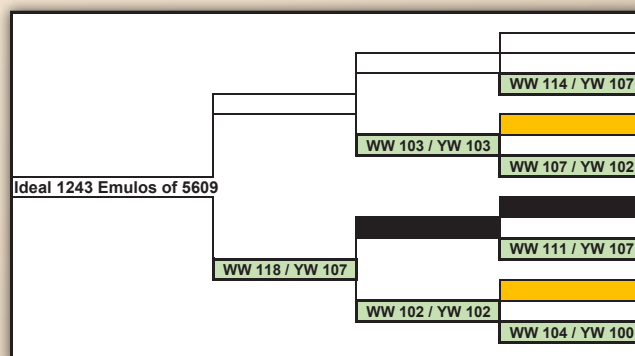 WW 114 / YW 107
WW 103 / YW 103
WW 107 / YW 102
Ideal 1243 Emulos of 5609
WW 111 / YW 107
WW 118 / YW 107
WW 102 / YW 102
WW 104 / YW 100